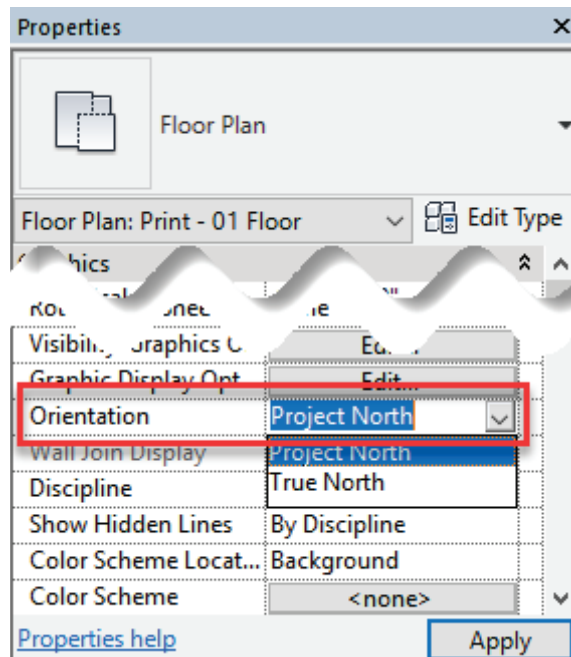 Properties
Floor Plan
Floor Plan: Print - 01 Floor Edit Type
Graphics Edit...
Graphic Display Opt... Edit...
Orientation Project North
Wall Join Display Project North
Discipline True North
Show Hidden Lines By Discipline
Color Scheme Locat... Background
Color Scheme <none>
Properties help Apply